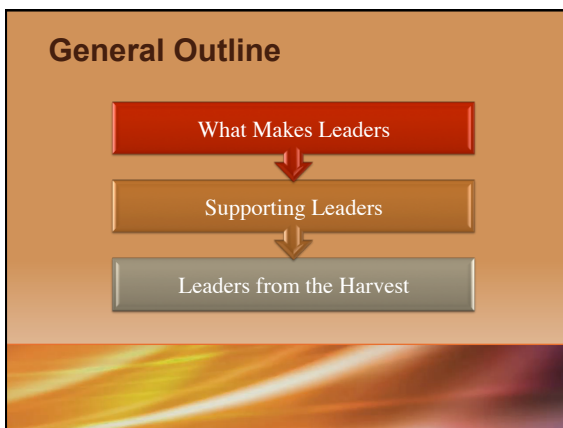 General Outline
What Makes Leaders
Supporting Leaders
Leaders from the Harvest